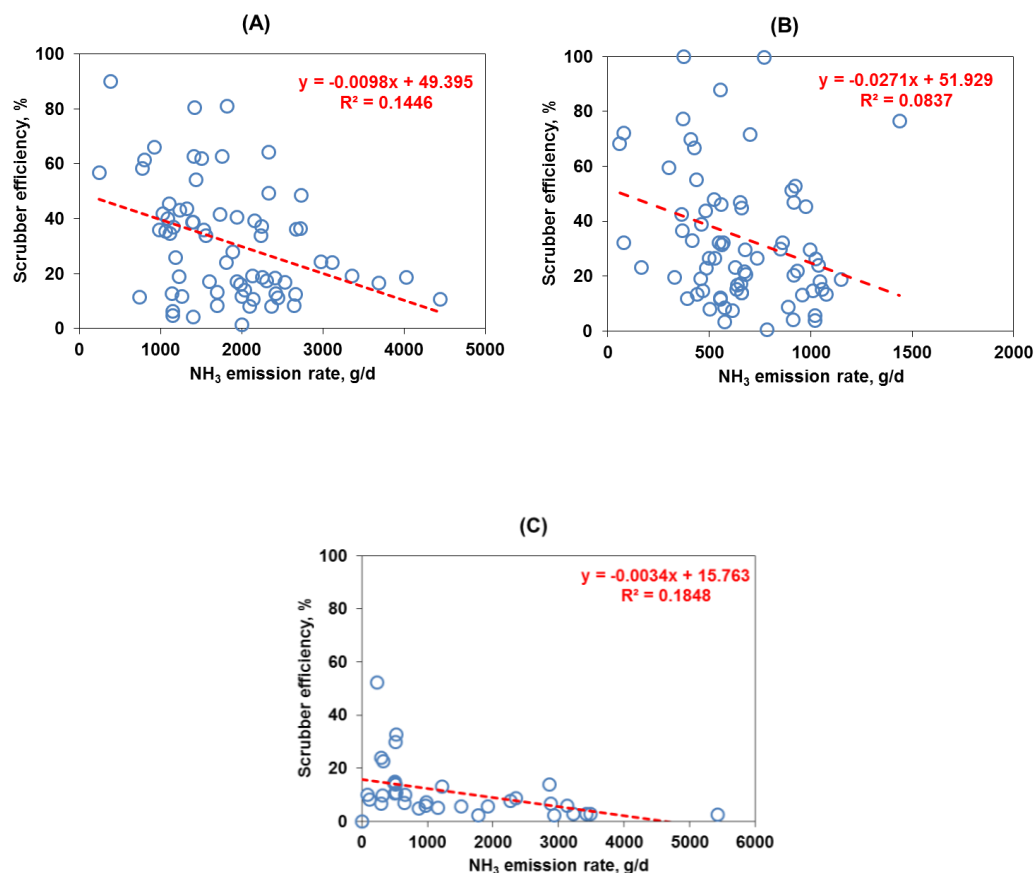 (A)
Scrubber efficiency, %
100
80
60
40
20
0
y = -0.0098x + 49.395
R² = 0.1446
0 1000 2000 3000 4000 5000
NH₃ emission rate, g/d
(B)
Scrubber efficiency, %
100
80
60
40
20
0
y = -0.0271x + 51.929
R² = 0.0837
0 500 1000 1500 2000
NH₃ emission rate, g/d
(C)
Scrubber efficiency, %
100
80
60
40
20
0
y = -0.0034x + 15.763
R² = 0.1848
0 1000 2000 3000 4000 5000 6000
NH₃ emission rate, g/d